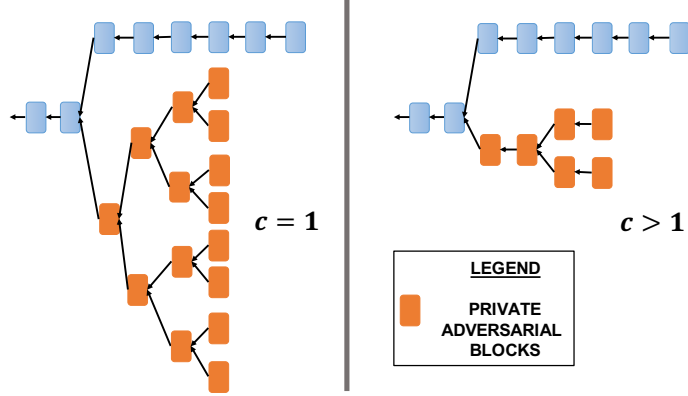 c = 1
c > 1
LEGEND
PRIVATE
ADVERSARIAL
BLOCKS